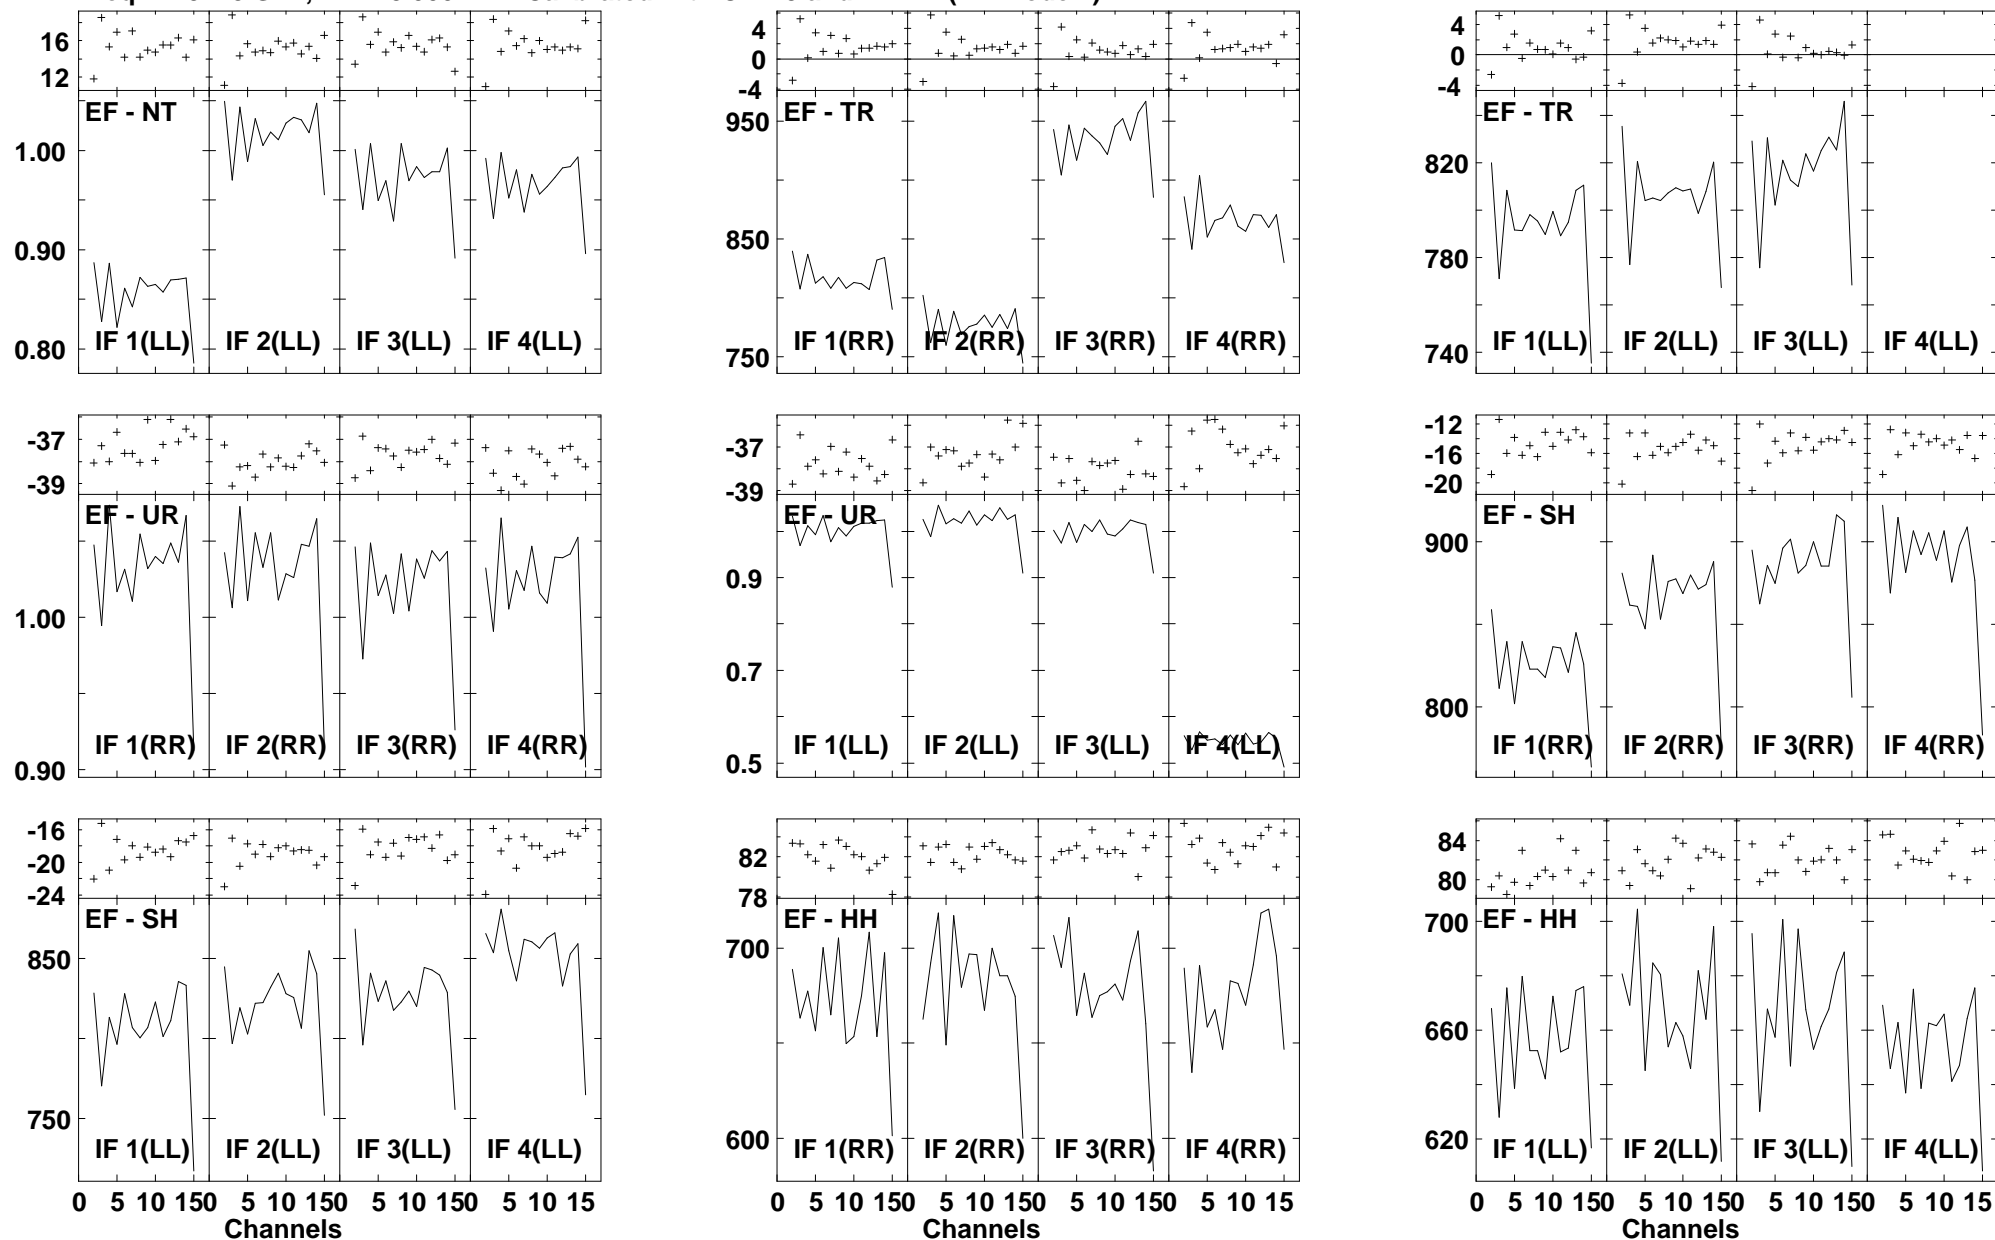 16
12
EF - NT
1.00
0.90
0.80
IF 1(LL) IF 2(LL) IF 3(LL) IF 4(LL)
4
0
-4
EF - TR
950
850
750
IF 1(RR) IF 2(RR) IF 3(RR) IF 4(RR)
4
0
-4
EF - TR
820
780
740
IF 1(LL) IF 2(LL) IF 3(LL) IF 4(LL)
-37
-39
EF - UR
1.00
0.90
IF 1(RR) IF 2(RR) IF 3(RR) IF 4(RR)
-37
-39
EF - UR
0.9
0.7
0.5
IF 1(LL) IF 2(LL) IF 3(LL) IF 4(LL)
-12
-16
-20
EF - SH
900
800
IF 1(RR) IF 2(RR) IF 3(RR) IF 4(RR)
-16
-20
-24
EF - SH
850
750
IF 1(LL) IF 2(LL) IF 3(LL) IF 4(LL)
0 5 10 150 5 10 150 5 10 150 5 10 15
Channels
82
78
EF - HH
700
600
IF 1(RR) IF 2(RR) IF 3(RR) IF 4(RR)
0 5 10 150 5 10 150 5 10 150 5 10 15
Channels
84
80
EF - HH
700
660
620
IF 1(LL) IF 2(LL) IF 3(LL) IF 4(LL)
0 5 10 150 5 10 150 5 10 150 5 10 15
Channels